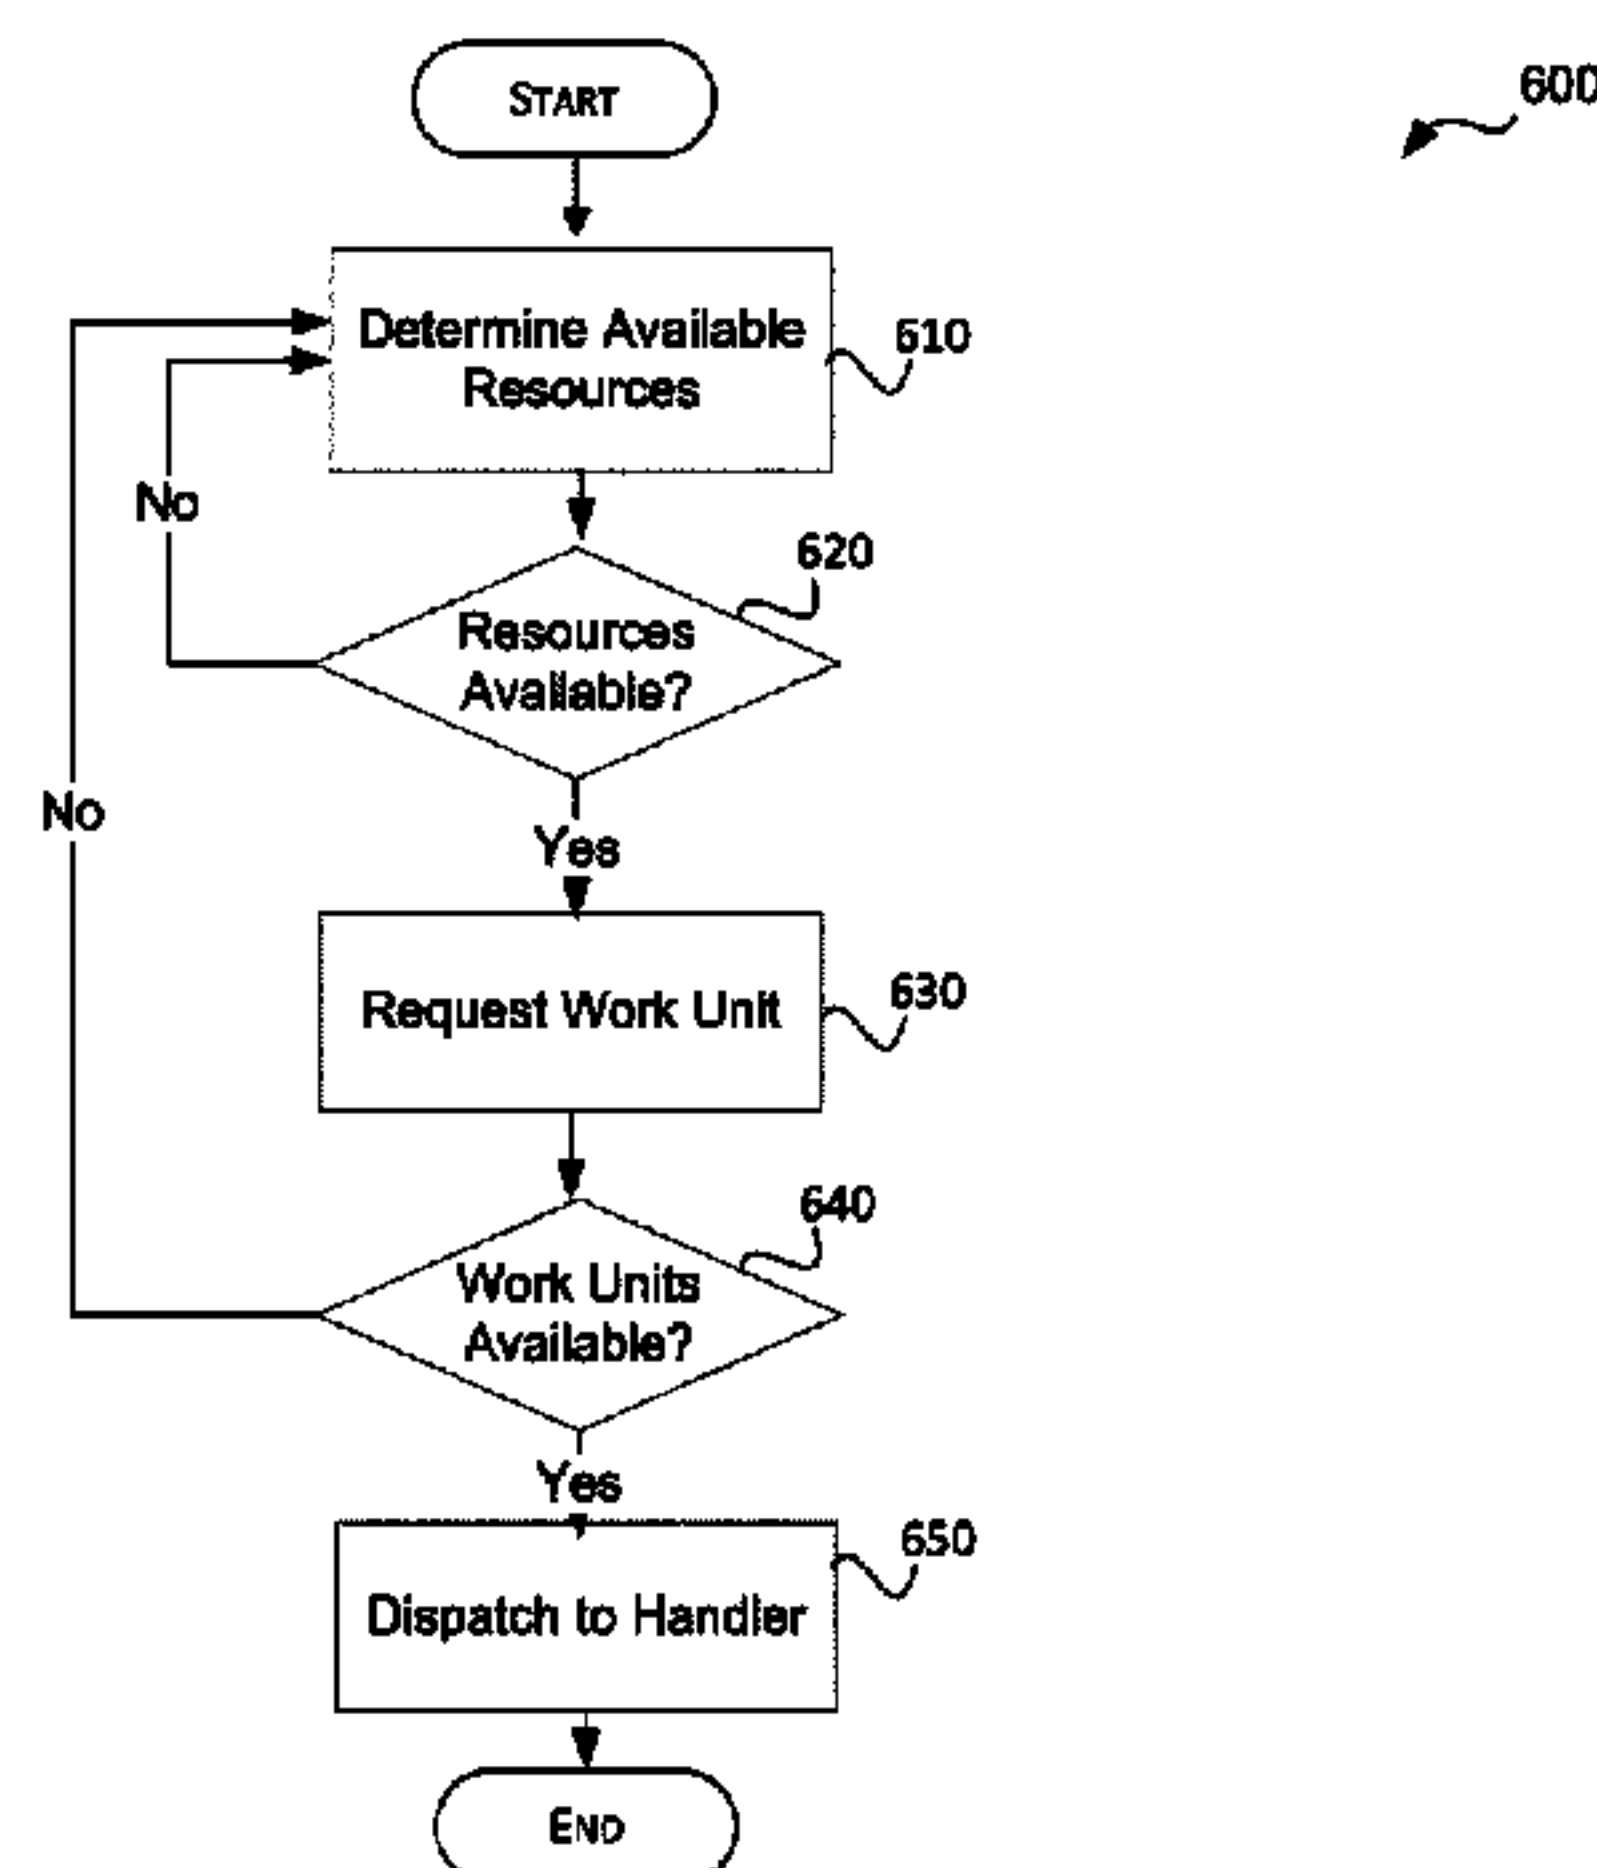 START
600
Determine Available
Resources
610
No
620
Resources
Available?
No
Yes
Request Work Unit
630
640
Work Units
Available?
Yes
650
Dispatch to Handler
END